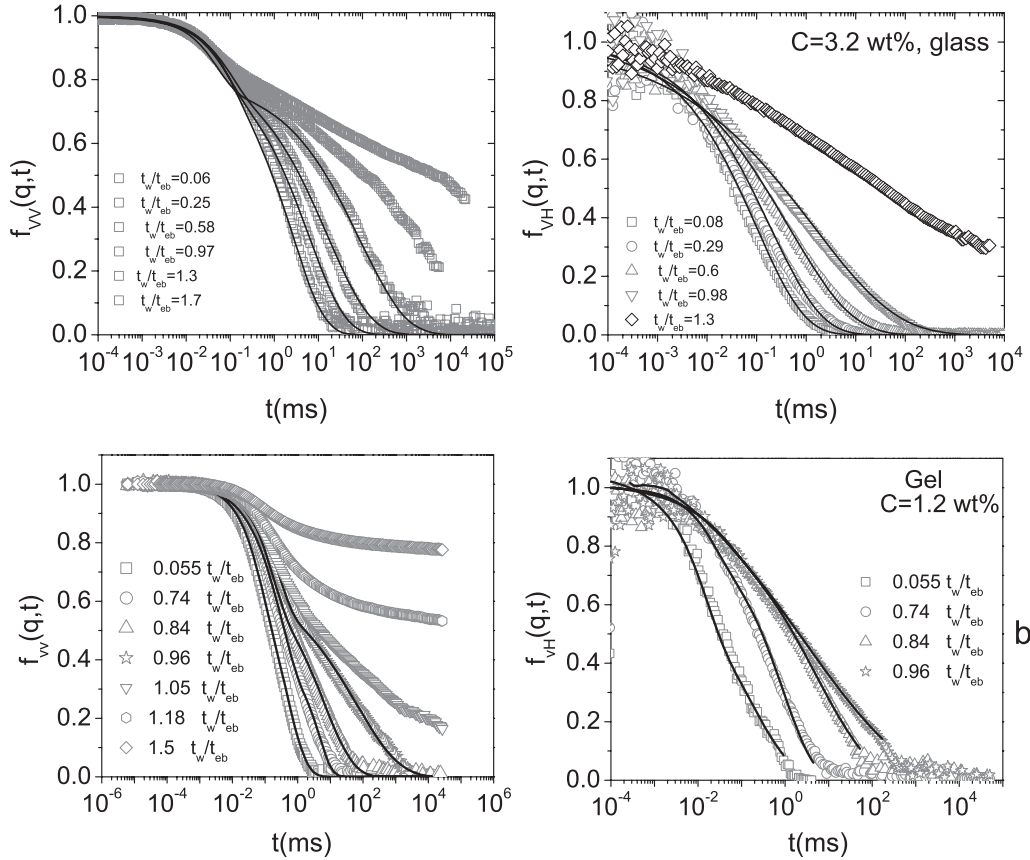 1.0
0.8
0.6
0.4
0.2
0.0
f_VV(q,t)
t_w/t_eb=0.06
t_w/t_eb=0.25
t_w/t_eb=0.58
t_w/t_eb=0.97
t_w/t_eb=1.3
t_w/t_eb=1.7
10^-4 10^-3 10^-2 10^-1 10^0 10^1 10^2 10^3 10^4 10^5
t(ms)
C=3.2 wt%, glass
1.0
0.8
0.6
0.4
0.2
0.0
f_VH(q,t)
t_w/t_eb=0.08
t_w/t_eb=0.29
t_w/t_eb=0.6
t_w/t_eb=0.98
t_w/t_eb=1.3
10^-4 10^-3 10^-2 10^-1 10^0 10^1 10^2 10^3 10^4
t(ms)
1.0
0.8
0.6
0.4
0.2
0.0
f_vv(q,t)
0.055 t_w/t_eb
0.74 t_w/t_eb
0.84 t_w/t_eb
0.96 t_w/t_eb
1.05 t_w/t_eb
1.18 t_w/t_eb
1.5 t_w/t_eb
10^-6 10^-4 10^-2 10^0 10^2 10^4 10^6
t(ms)
Gel
C=1.2 wt%
1.0
0.8
0.6
0.4
0.2
0.0
f_vH(q,t)
0.055 t_w/t_eb
0.74 t_w/t_eb
0.84 t_w/t_eb
0.96 t_w/t_eb
b
10^-4 10^-2 10^0 10^2 10^4
t(ms)